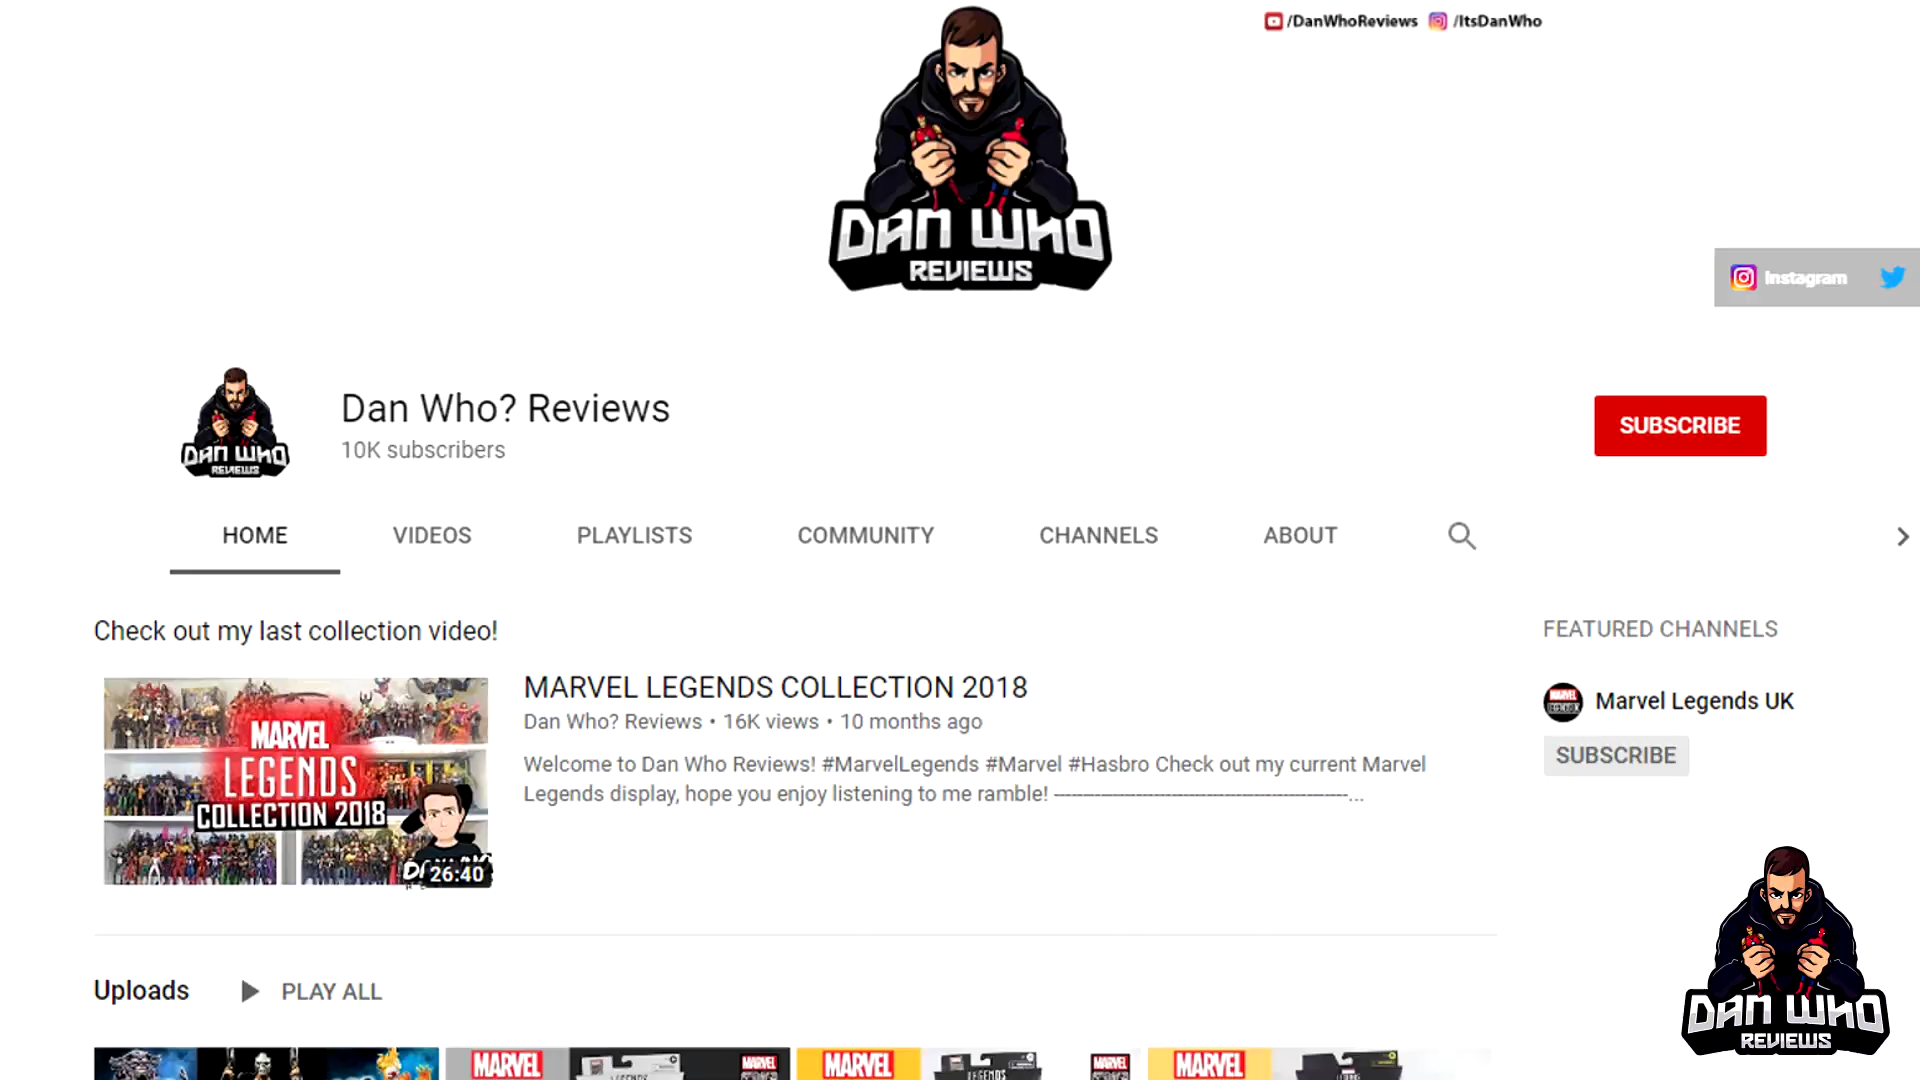 /DanWhoReviews /ItsDanWho
DAN WHO
REVIEWS
Instagram
DAN WHO
REVIEWS
Dan Who? Reviews
10K subscribers
SUBSCRIBE
HOME VIDEOS PLAYLISTS COMMUNITY CHANNELS ABOUT
Check out my last collection video!
FEATURED CHANNELS
MARVEL
LEGENDS
COLLECTION 2018
26:40
MARVEL LEGENDS COLLECTION 2018
Dan Who? Reviews • 16K views • 10 months ago
Welcome to Dan Who Reviews! #MarvelLegends #Marvel #Hasbro Check out my current Marvel
Legends display, hope you enjoy listening to me ramble! ----------------------------------------------...
Marvel Legends UK
SUBSCRIBE
Uploads PLAY ALL
DAN WHO
REVIEWS
MARVEL MARVEL MARVEL MARVEL MARVEL
LEGENDS LEGENDS